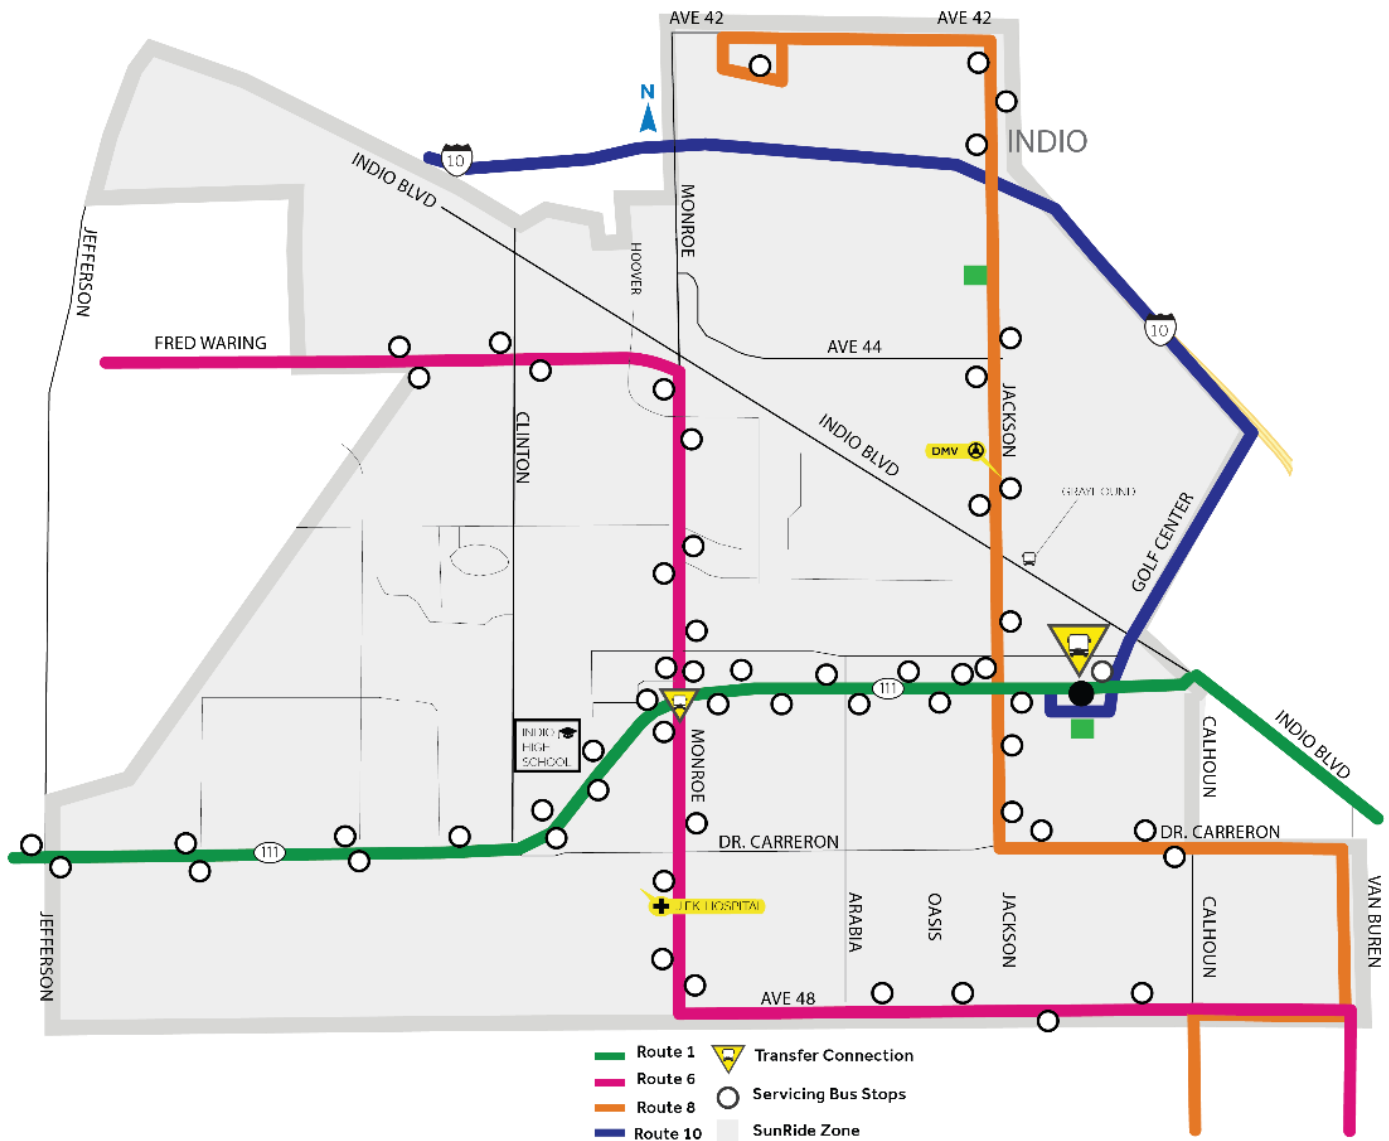 AVE 42
AVE 42
N
INDIO
10
INDIO BLVD
MONROE
JEFFERSON
HOOVER
10
FRED WARING
AVE 44
JACKSON
CLINTON
INDIO BLVD
DMV
GRAYHOUND
GOLF CENTER
111
INDIO
HIGH
SCHOOL
MONROE
CALHOUN
INDIO BLVD
111
DR. CARRERON
DR. CARRERON
JFK HOSPITAL
JEFFERSON
ARABIA
OASIS
JACKSON
CALHOUN
VAN BUREN
AVE 48
Route 1
Transfer Connection
Route 6
Route 8
Servicing Bus Stops
Route 10
SunRide Zone